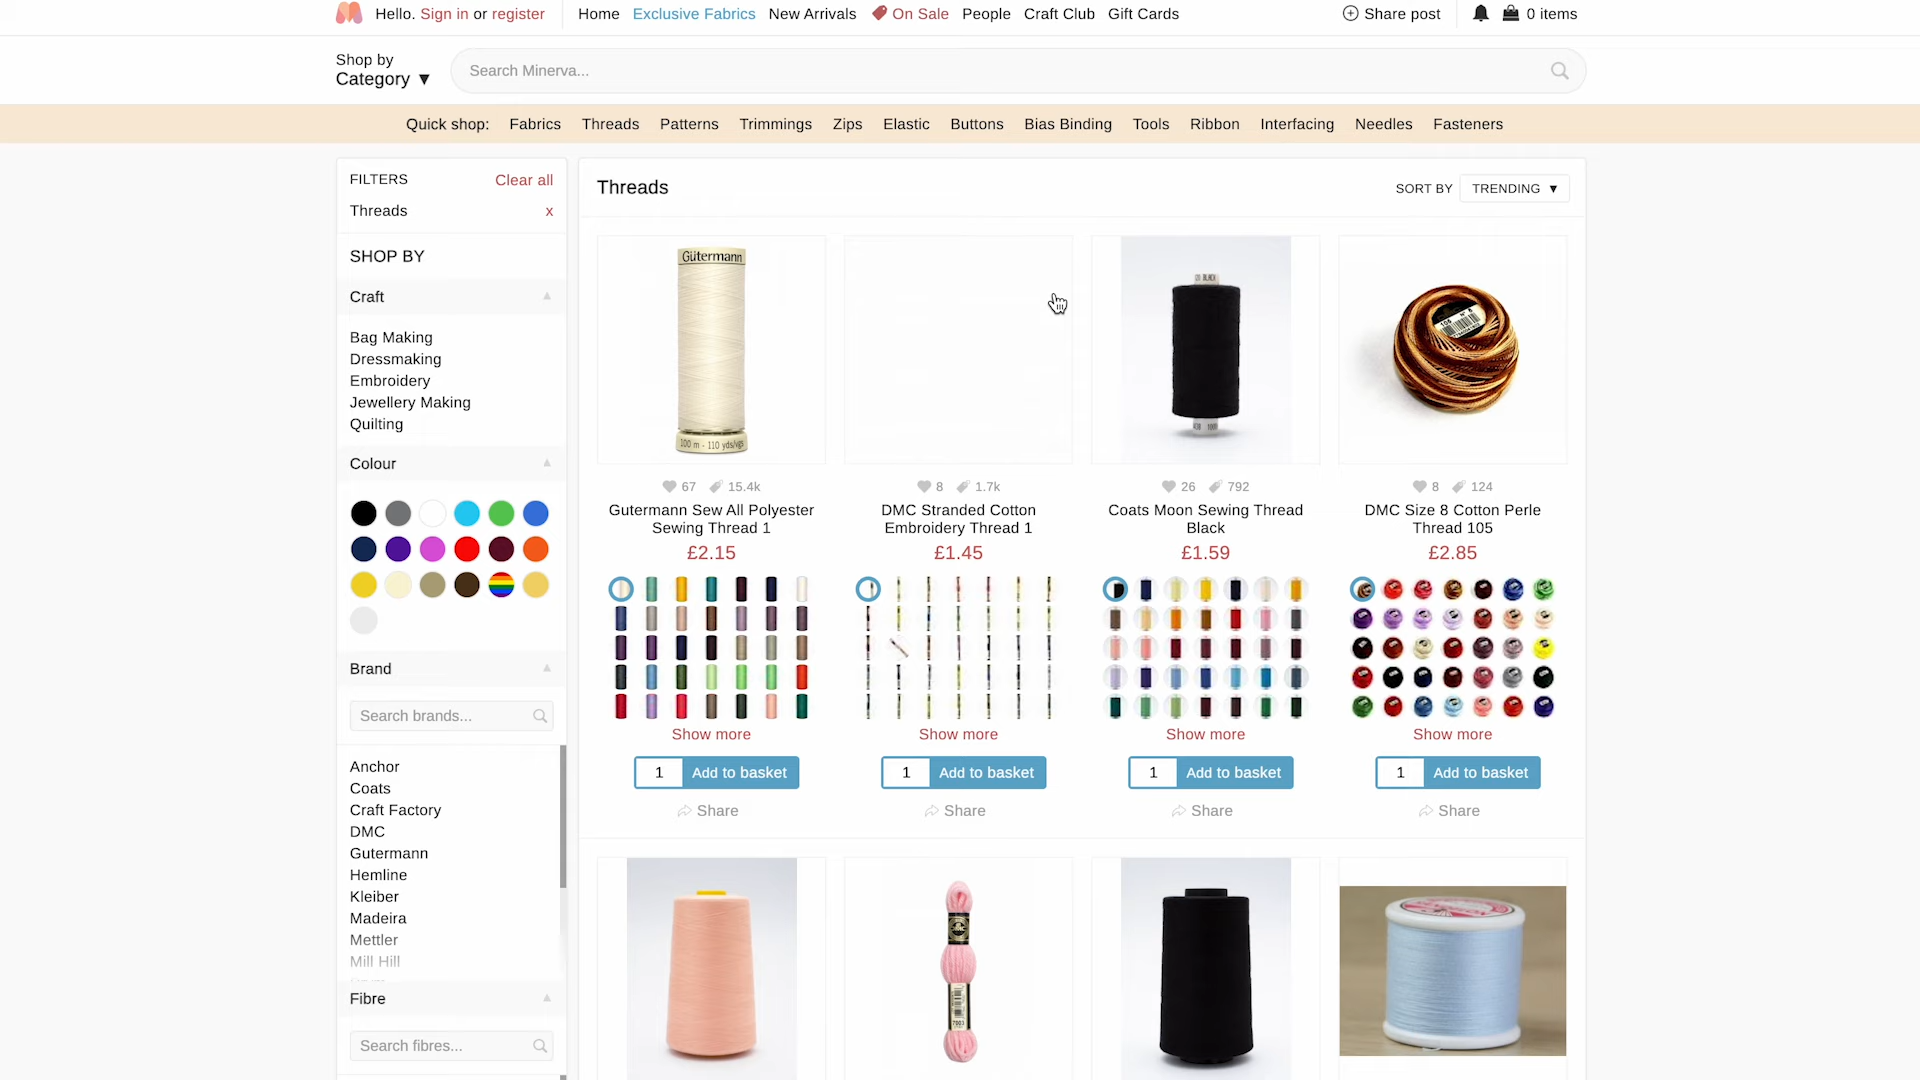 Hello. Sign in or register Home Exclusive Fabrics New Arrivals On Sale People Craft Club Gift Cards Share post 0 items
Shop by
Category ▼
Search Minerva...
Quick shop: Fabrics Threads Patterns Trimmings Zips Elastic Buttons Bias Binding Tools Ribbon Interfacing Needles Fasteners
FILTERS Clear all
Threads x
SHOP BY
Craft
Bag Making
Dressmaking
Embroidery
Jewellery Making
Quilting
Colour
Brand
Search brands...
Anchor
Coats
Craft Factory
DMC
Gutermann
Hemline
Kleiber
Madeira
Mettler
Mill Hill
Fibre
Search fibres...
Threads
SORT BY TRENDING ▼
Gütermann
100 m - 110 yds/vgs
67 15.4k
Gutermann Sew All Polyester
Sewing Thread 1
£2.15
Show more
1 Add to basket
Share
8 1.7k
DMC Stranded Cotton
Embroidery Thread 1
£1.45
Show more
1 Add to basket
Share
26 792
Coats Moon Sewing Thread
Black
£1.59
Show more
1 Add to basket
Share
8 124
DMC Size 8 Cotton Perle
Thread 105
£2.85
Show more
1 Add to basket
Share
DMC
7003